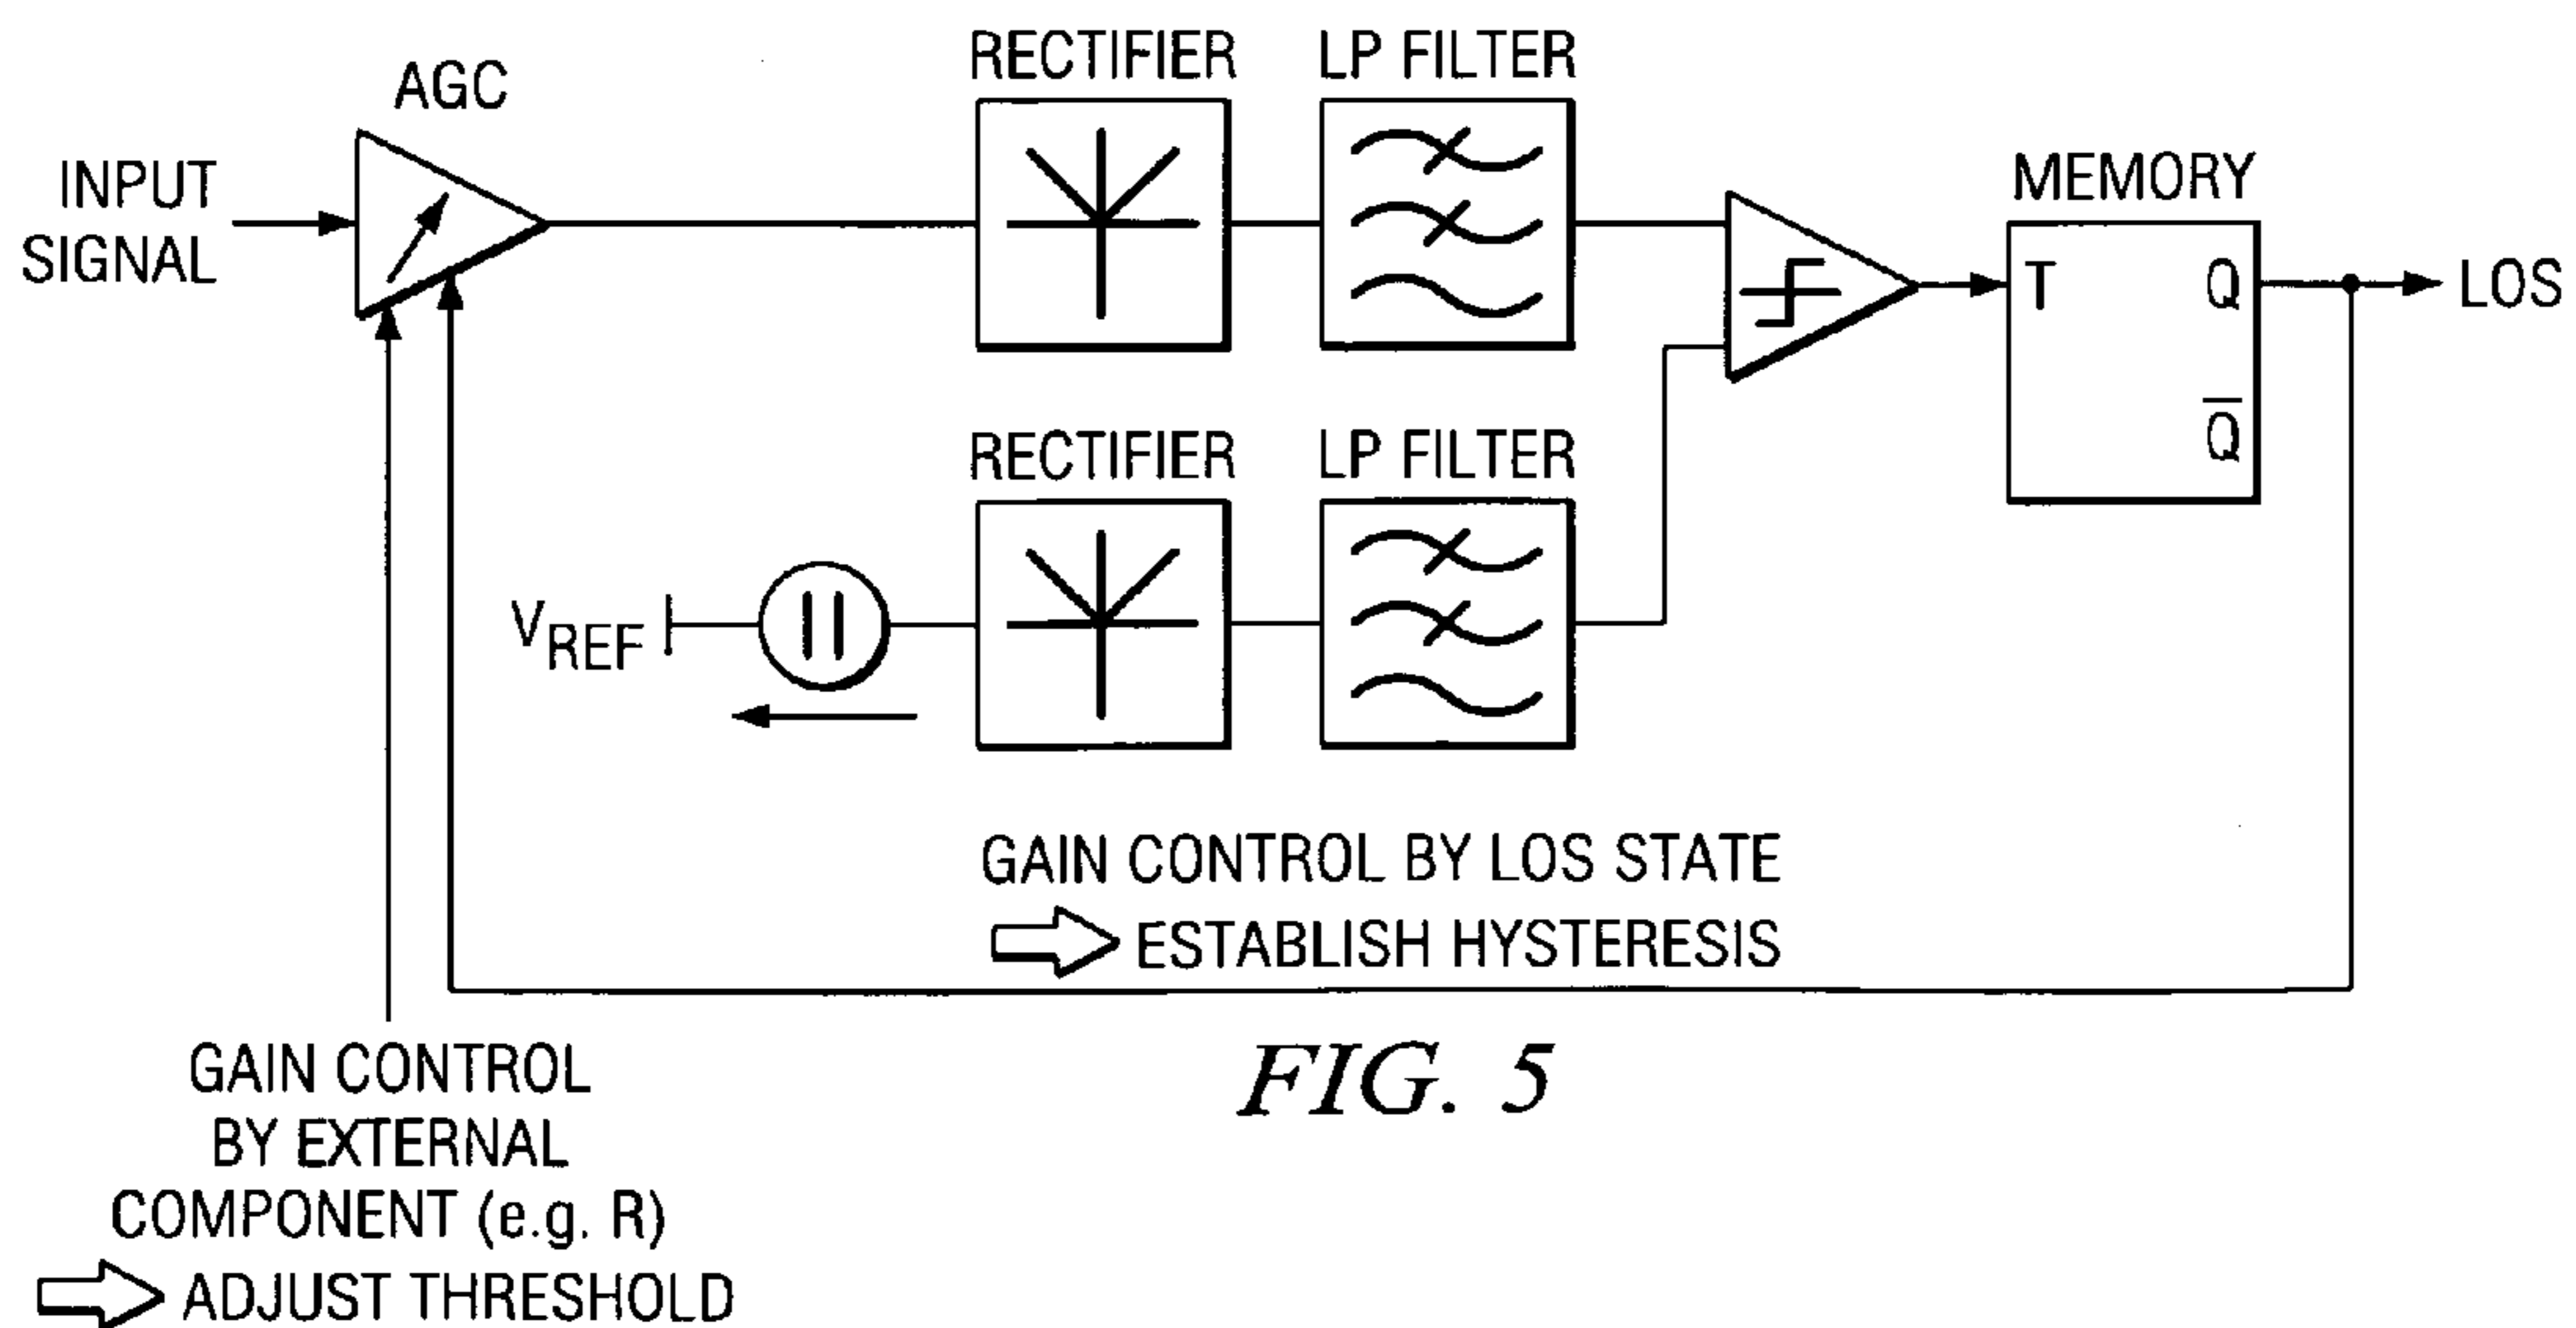 RECTIFIER
LP FILTER
AGC
INPUT
SIGNAL
MEMORY
T
Q
LOS
Q̅
RECTIFIER
LP FILTER
VREF
GAIN CONTROL BY LOS STATE
ESTABLISH HYSTERESIS
GAIN CONTROL
BY EXTERNAL
COMPONENT (e.g. R)
ADJUST THRESHOLD
FIG. 5